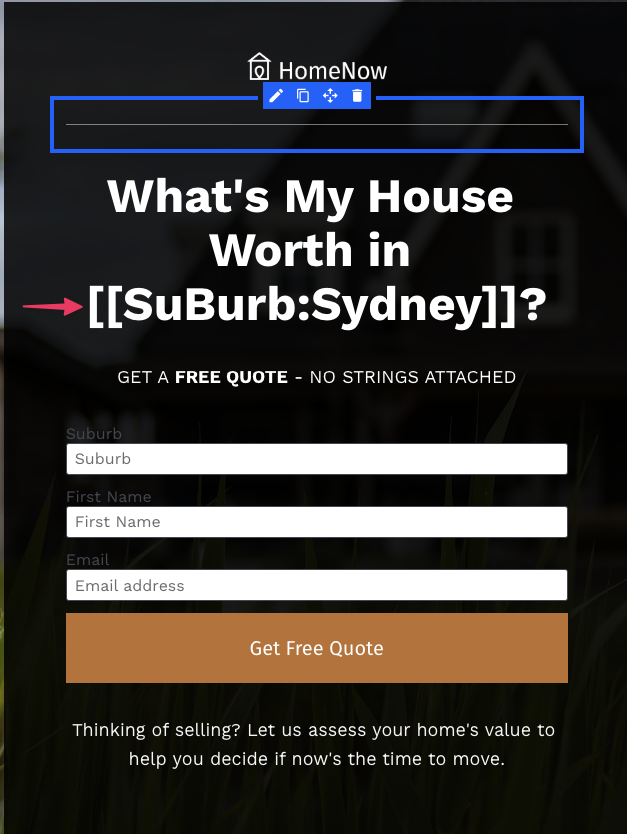 HomeNow
What's My House
Worth in
[[SuBurb:Sydney]]?
GET A FREE QUOTE - NO STRINGS ATTACHED
Suburb
Suburb
First Name
First Name
Email
Email address
Get Free Quote
Thinking of selling? Let us assess your home's value to
help you decide if now's the time to move.